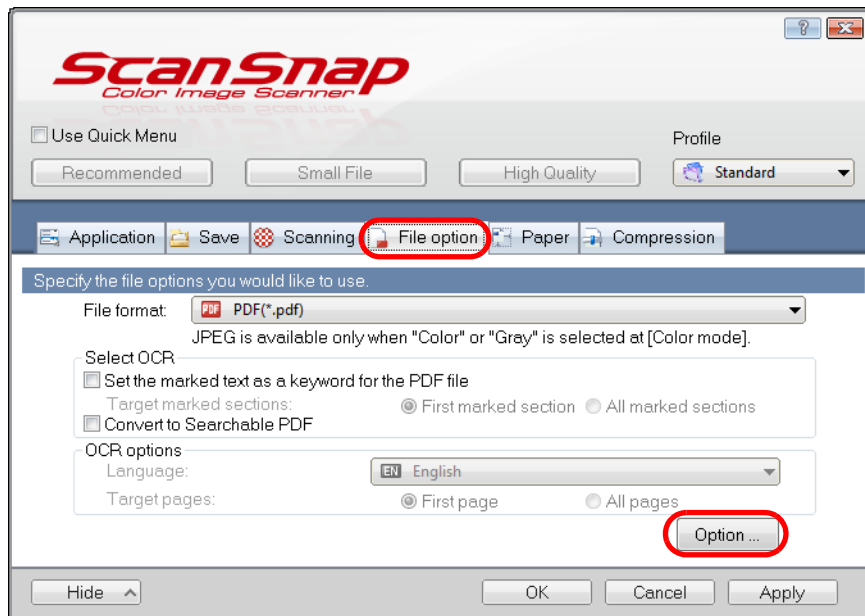 ScanSnap
Color Image Scanner
Use Quick Menu
Profile
Recommended Small File High Quality Standard
Application Save Scanning File option Paper Compression
Specify the file options you would like to use.
File format: PDF PDF(*.pdf)
JPEG is available only when "Color" or "Gray" is selected at [Color mode].
Select OCR
Set the marked text as a keyword for the PDF file
Target marked sections: First marked section All marked sections
Convert to Searchable PDF
OCR options
Language: EN English
Target pages: First page All pages
Option ...
Hide OK Cancel Apply